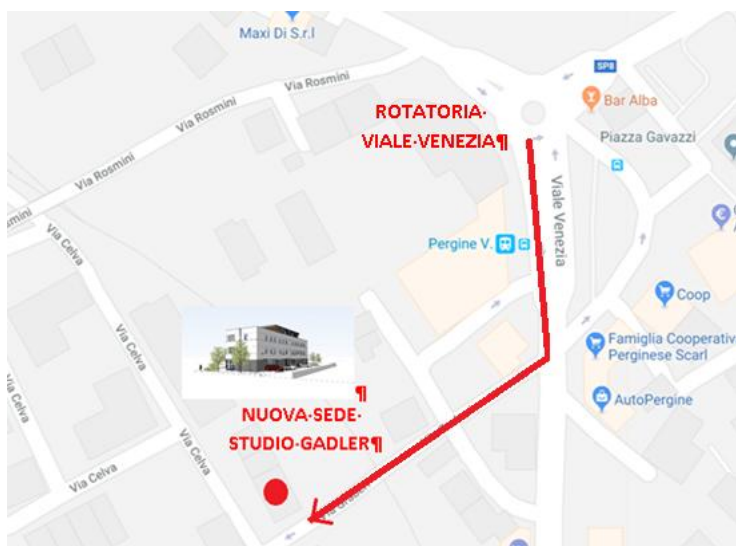 Maxi Di S.r.l
SP8
Via Rosmini
Bar Alba
ROTATORIA·
VIALE·VENEZIA¶
Piazza Gavazzi
Via Rosmini
Via Rosmini
Viale Venezia
Via Celva
Pergine V.
Coop
Famiglia Cooperativ
Perginese Scarl
Via Celva
AutoPergine
Via Celva
¶
NUOVA·SEDE·
STUDIO·GADLER¶
Via Celva
Via Celva